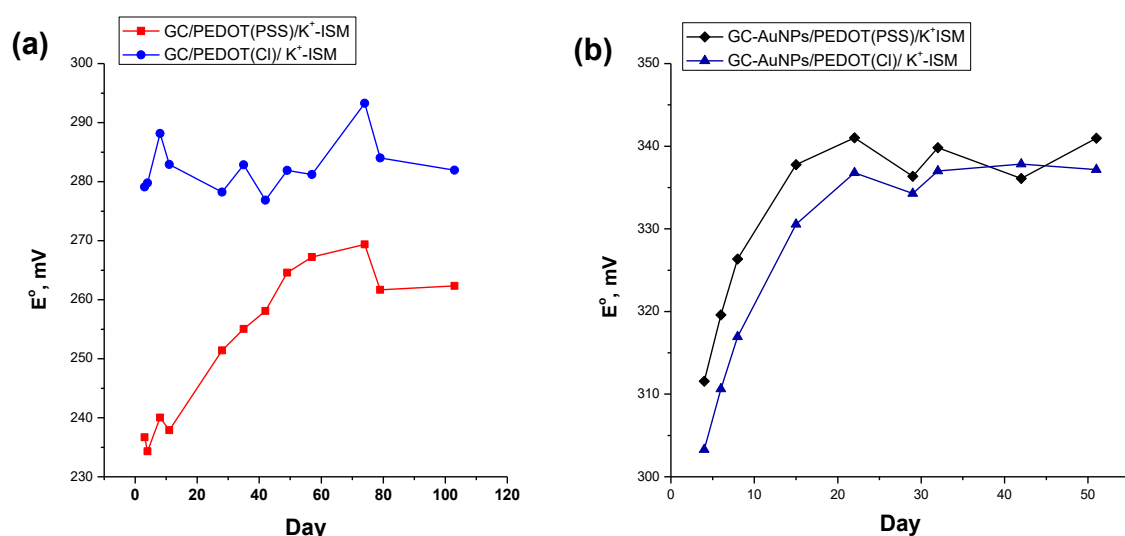 (a)
GC/PEDOT(PSS)/K⁺-ISM
GC/PEDOT(Cl)/ K⁺-ISM
300
290
280
270
260
250
240
230
E°, mV
0 20 40 60 80 100 120
Day
(b)
GC-AuNPs/PEDOT(PSS)/K⁺ISM
GC-AuNPs/PEDOT(Cl)/ K⁺-ISM
350
340
330
320
310
300
E°, mV
0 10 20 30 40 50
Day